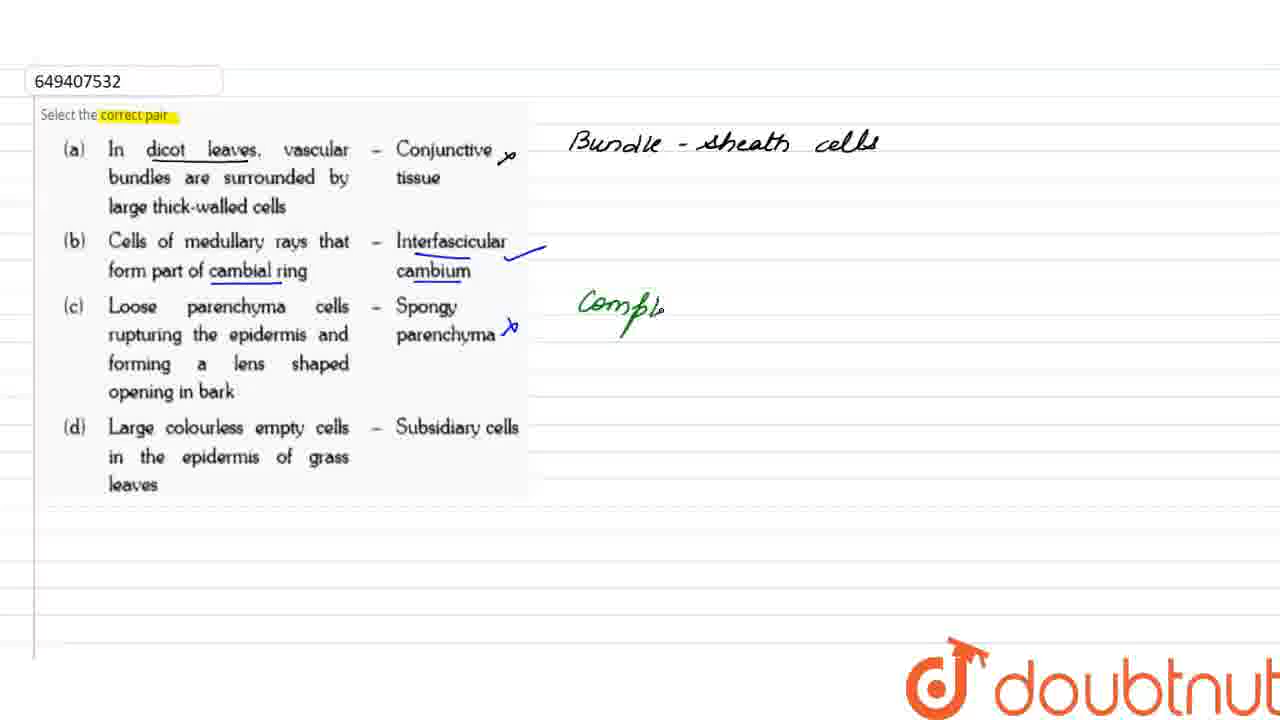 649407532
Select the correct pair
(a) In dicot leaves, vascular – Conjunctive
bundles are surrounded by tissue
large thick-walled cells
Bundle - sheath cells
(b) Cells of medullary rays that – Interfascicular
form part of cambial ring cambium
(c) Loose parenchyma cells – Spongy
rupturing the epidermis and parenchyma
forming a lens shaped
opening in bark
Comple
(d) Large colourless empty cells – Subsidiary cells
in the epidermis of grass
leaves
doubtnut